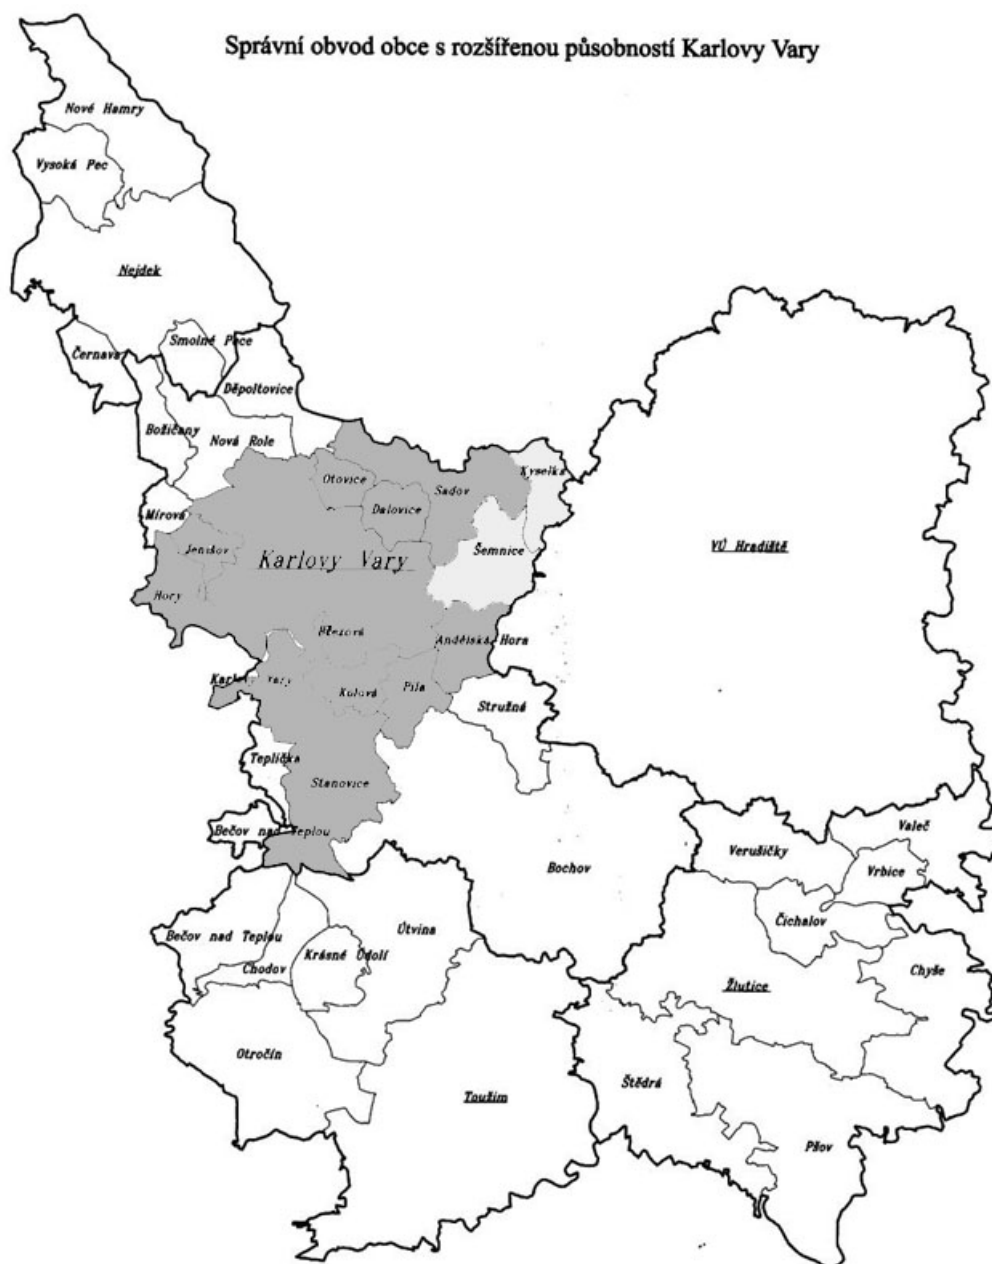 Správní obvod obce s rozšířenou působností Karlovy Vary
Nové Hamry
Vysoká Pec
Nejdek
Smolné Pece
Černava
Děpoltovice
Božičany
Nová Role
Kyselka
Otovice
Sadov
Dalovice
Mírová
Jenišov
Karlovy Vary
Šemnice
VÚ Hradiště
Hory
Březová
Andělská Hora
Karlovy Vary
Kolová
Pila
Stružná
Teplička
Stanovice
Bečov nad Teplou
Valeč
Verušičky
Bochov
Vrbice
Čichalov
Útvina
Bečov nad Teplou
Krásné Údolí
Chodov
Chyše
Žlutice
Otročín
Štědrá
Toužim
Pšov